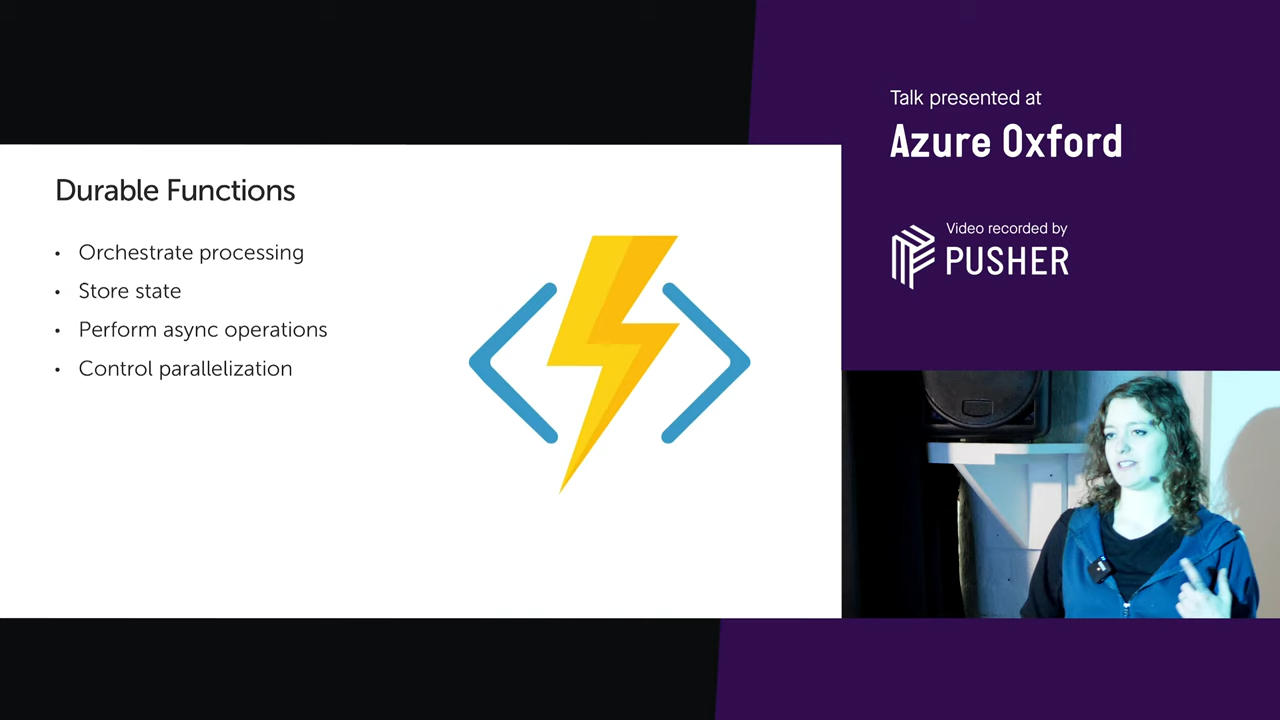 Durable Functions
• Orchestrate processing
• Store state
• Perform async operations
• Control parallelization
Talk presented at
Azure Oxford
Video recorded by
PUSHER